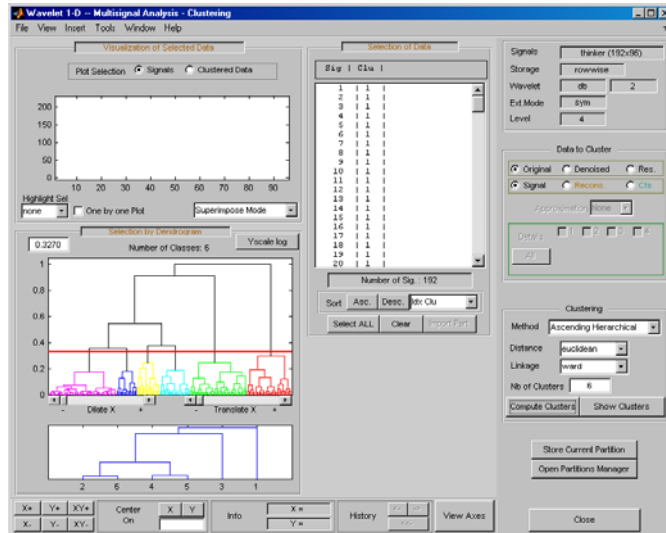 Wavelet 1-D -- Multisignal Analysis - Clustering
File View Insert Tools Window Help
Visualization of Selected Data
Plot Selection Signals Clustered Data
200
150
100
50
0
10 20 30 40 50 60 70 80 90
Highlight Sel
none
One by one Plot
Superimpose Mode
Selection by Dendrogram
0.3270
Number of Classes: 6
Yscale log
1
0.8
0.6
0.4
0.2
0
- Dilate X +
- Translate X +
2 6 4 5 3 1
Selection of Data
Sig | Clu |
1 | 1 |
2 | 1 |
3 | 1 |
4 | 1 |
5 | 1 |
6 | 1 |
7 | 1 |
8 | 1 |
9 | 1 |
10 | 1 |
11 | 1 |
12 | 1 |
13 | 1 |
14 | 1 |
15 | 1 |
16 | 1 |
17 | 1 |
18 | 1 |
19 | 1 |
20 | 1 |
Number of Sig.: 192
Sort Asc. Desc. Idx Clu
Select ALL Clear Import Part
Signals thinker (192x96)
Storage rowwise
Wavelet db 2
Ext.Mode sym
Level 4
Data to Cluster
Original Denoised Res.
Signal Recons. Cfs
Approximation None
Details 1 2 3 4
All
Clustering
Method Ascending Hierarchical
Distance euclidean
Linkage ward
Nb of Clusters 6
Compute Clusters Show Clusters
Store Current Partition
Open Partitions Manager
Close
X+ Y+ XY+
X- Y- XY-
Center
On
X Y
Info
X =
Y =
History
<- ->
<<-
View Axes